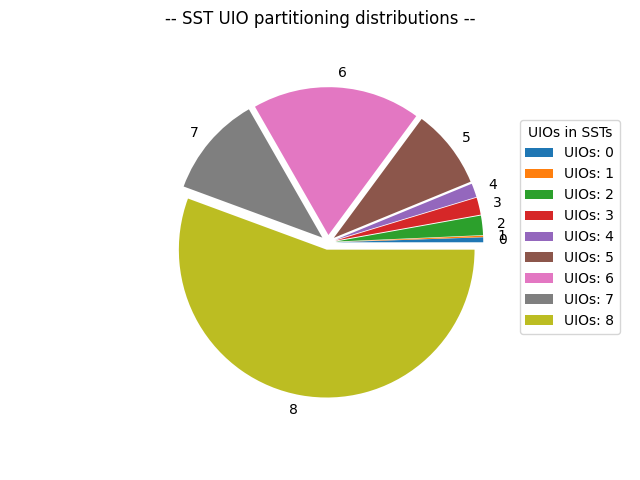 -- SST UIO partitioning distributions --
6
7
5
4
3
2
1
0
8
UIOs in SSTs
UIOs: 0
UIOs: 1
UIOs: 2
UIOs: 3
UIOs: 4
UIOs: 5
UIOs: 6
UIOs: 7
UIOs: 8